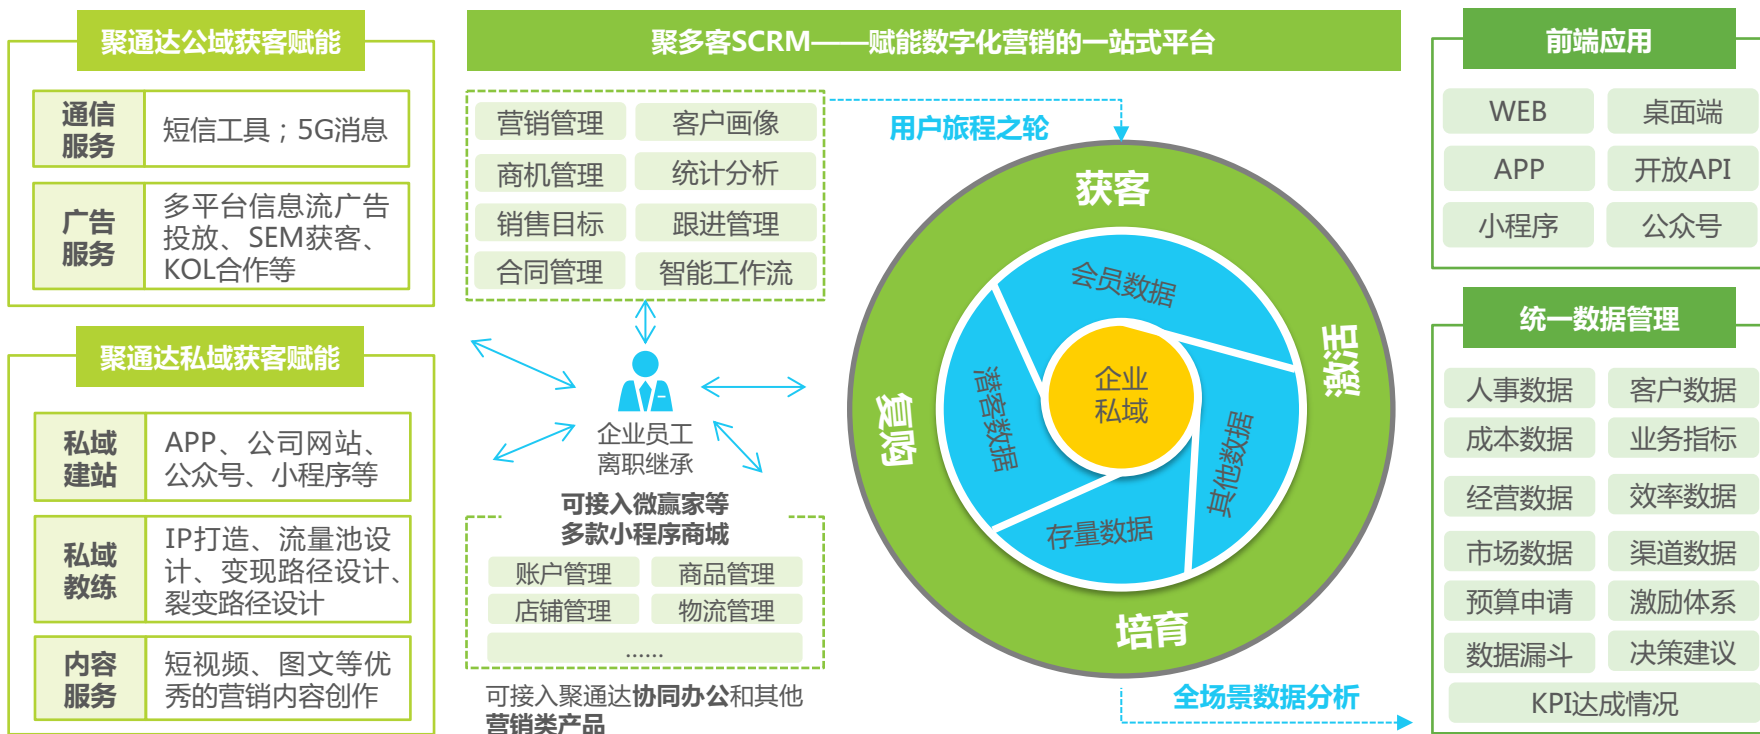 聚通达公域获客赋能
通信
服务
短信工具；5G消息
广告
服务
多平台信息流广告
投放、SEM获客、
KOL合作等
聚通达私域获客赋能
私域
建站
APP、公司网站、
公众号、小程序等
私域
教练
IP打造、流量池设
计、变现路径设计、
裂变路径设计
内容
服务
短视频、图文等优
秀的营销内容创作
聚多客SCRM——赋能数字化营销的一站式平台
营销管理
客户画像
商机管理
统计分析
销售目标
跟进管理
合同管理
智能工作流
企业员工
离职继承
可接入微赢家等
多款小程序商城
账户管理
商品管理
店铺管理
物流管理
......
可接入聚通达协同办公和其他
营销类产品
用户旅程之轮
获客
激活
培育
复购
会员数据
潜客数据
其他数据
存量数据
企业
私域
全场景数据分析
前端应用
WEB
桌面端
APP
开放API
小程序
公众号
统一数据管理
人事数据
客户数据
成本数据
业务指标
经营数据
效率数据
市场数据
渠道数据
预算申请
激励体系
数据漏斗
决策建议
KPI达成情况